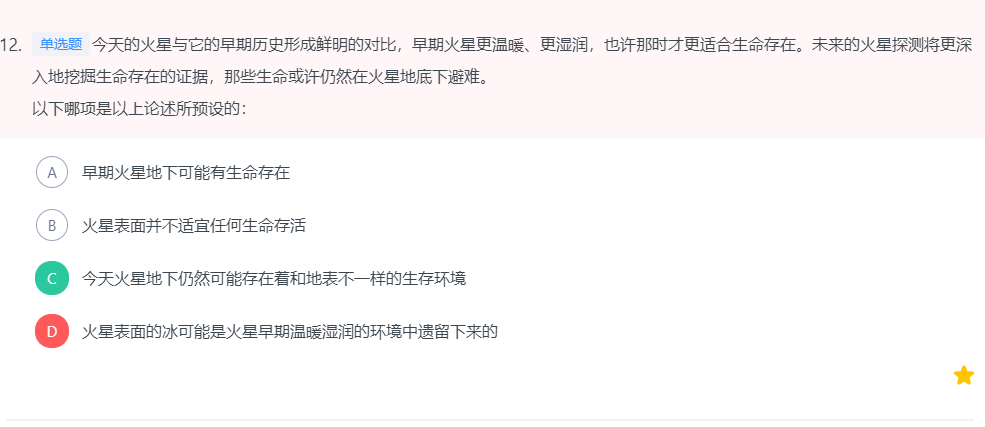 12. 单选题 今天的火星与它的早期历史形成鲜明的对比，早期火星更温暖、更湿润，也许那时才更适合生命存在。未来的火星探测将更深
入地挖掘生命存在的证据，那些生命或许仍然在火星地底下避难。
以下哪项是以上论述所预设的：
A 早期火星地下可能有生命存在
B 火星表面并不适宜任何生命存活
C 今天火星地下仍然可能存在着和地表不一样的生存环境
D 火星表面的冰可能是火星早期温暖湿润的环境中遗留下来的